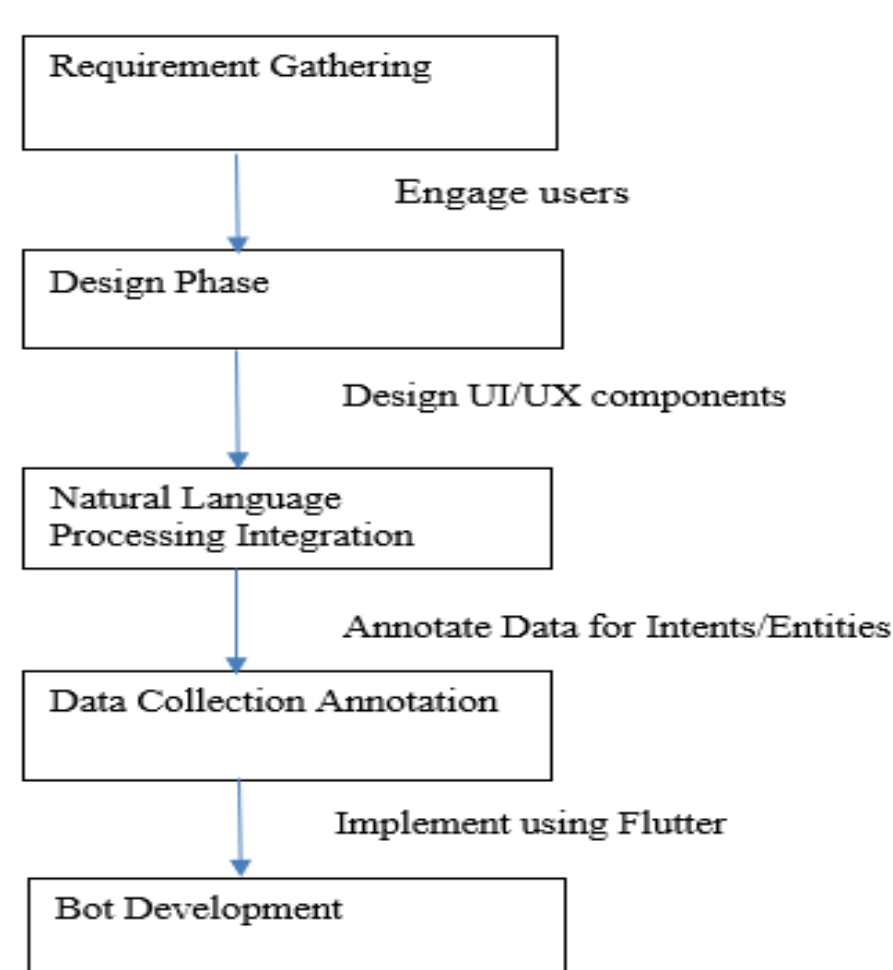 Requirement Gathering
Engage users
Design Phase
Design UI/UX components
Natural Language
Processing Integration
Annotate Data for Intents/Entities
Data Collection Annotation
Implement using Flutter
Bot Development